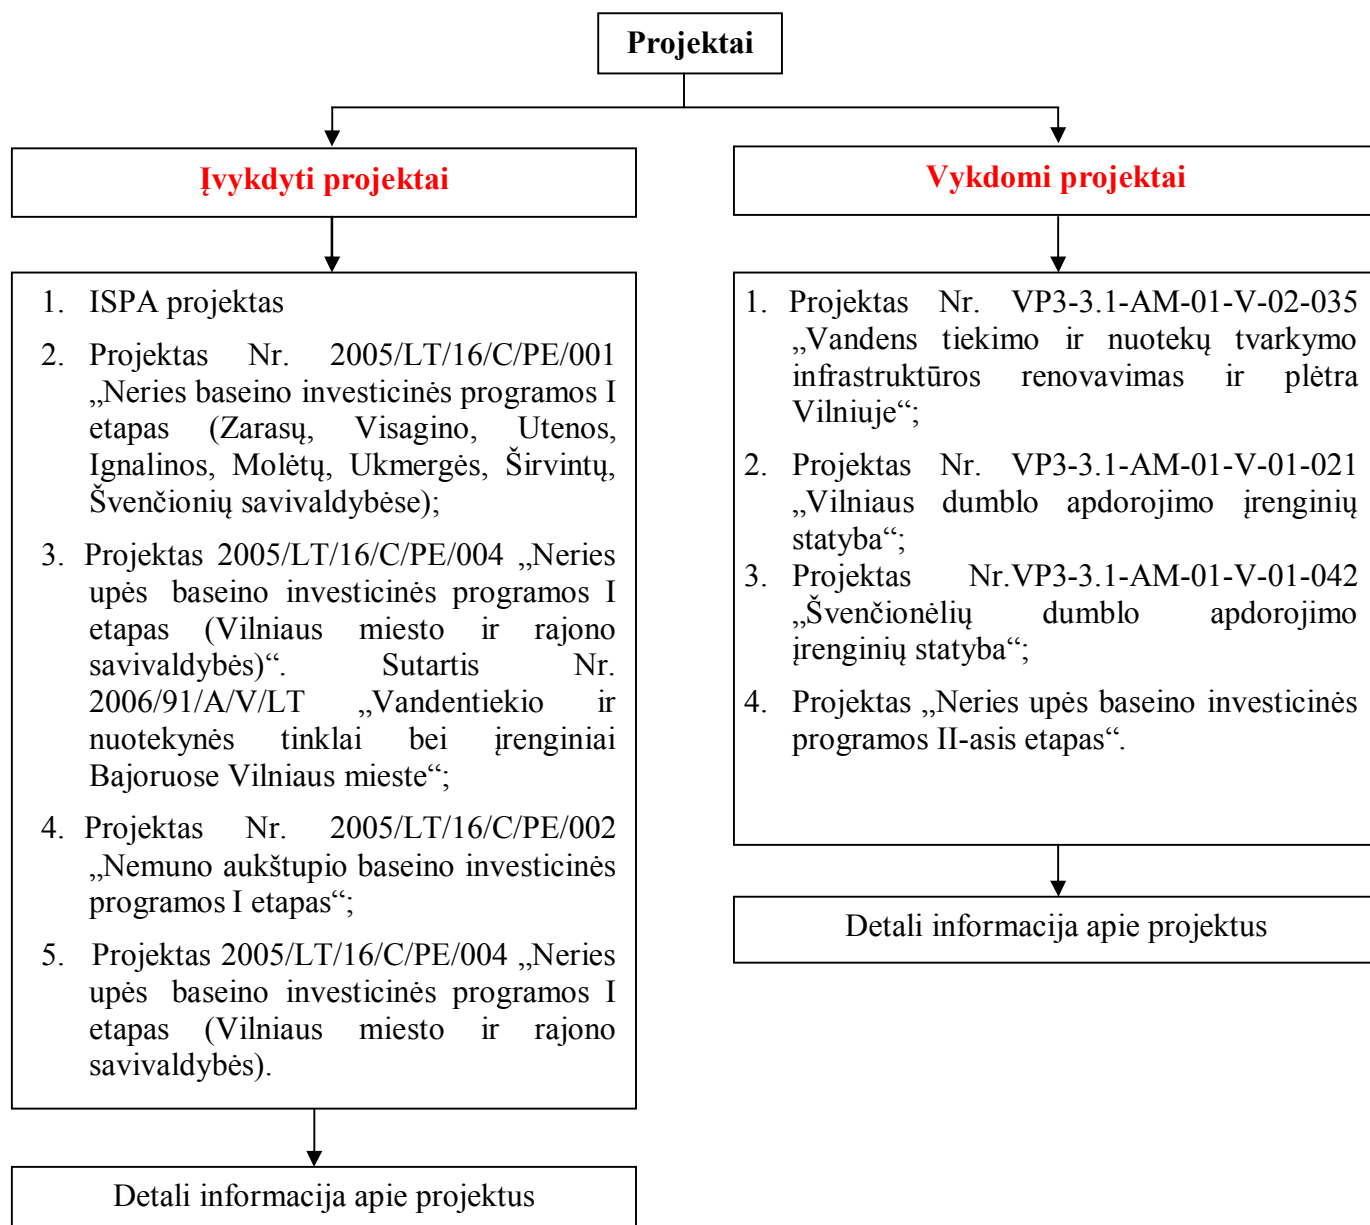 Projektai
Įvykdyti projektai
1. ISPA projektas
2. Projektas Nr. 2005/LT/16/C/PE/001
„Neries baseino investicinės programos I
etapas (Zarasų, Visagino, Utenos,
Ignalinos, Molėtų, Ukmergės, Širvintų,
Švenčionių savivaldybėse);
3. Projektas 2005/LT/16/C/PE/004 „Neries
upės baseino investicinės programos I
etapas (Vilniaus miesto ir rajono
savivaldybės)“. Sutartis Nr.
2006/91/A/V/LT „Vandentiekio ir
nuotekynės tinklai bei įrenginiai
Bajoruose Vilniaus mieste“;
4. Projektas Nr. 2005/LT/16/C/PE/002
„Nemuno aukštupio baseino investicinės
programos I etapas“;
5. Projektas 2005/LT/16/C/PE/004 „Neries
upės baseino investicinės programos I
etapas (Vilniaus miesto ir rajono
savivaldybės).
Detali informacija apie projektus
Vykdomi projektai
1. Projektas Nr. VP3-3.1-AM-01-V-02-035
„Vandens tiekimo ir nuotekų tvarkymo
infrastruktūros renovavimas ir plėtra
Vilniuje“;
2. Projektas Nr. VP3-3.1-AM-01-V-01-021
„Vilniaus dumblo apdorojimo įrenginių
statyba“;
3. Projektas Nr.VP3-3.1-AM-01-V-01-042
„Švenčionėlių dumblo apdorojimo
įrenginių statyba“;
4. Projektas „Neries upės baseino investicinės
programos II-asis etapas“.
Detali informacija apie projektus